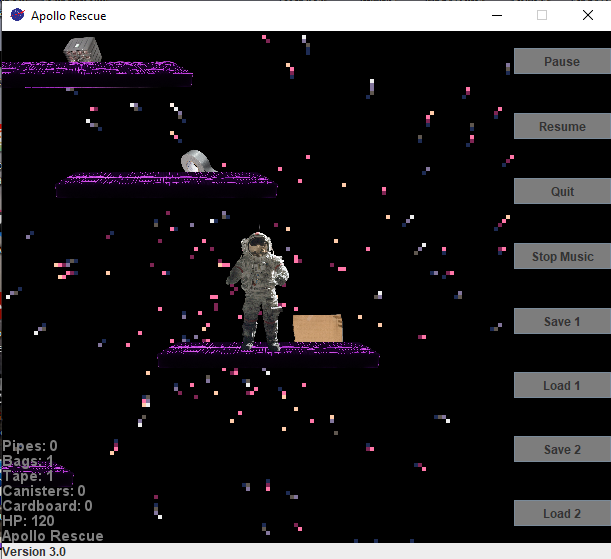 Apollo Rescue
Pause
Resume
Quit
Stop Music
Save 1
Load 1
Save 2
Load 2
Pipes: 0
Bags: 1
Tape: 1
Canisters: 0
Cardboard: 0
HP: 120
Apollo Rescue
Version 3.0